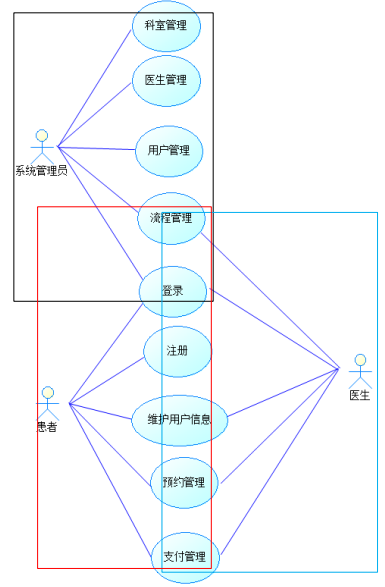 科室管理
医生管理
用户管理
系统管理员
流程管理
登录
注册
医生
维护用户信息
患者
预约管理
支付管理